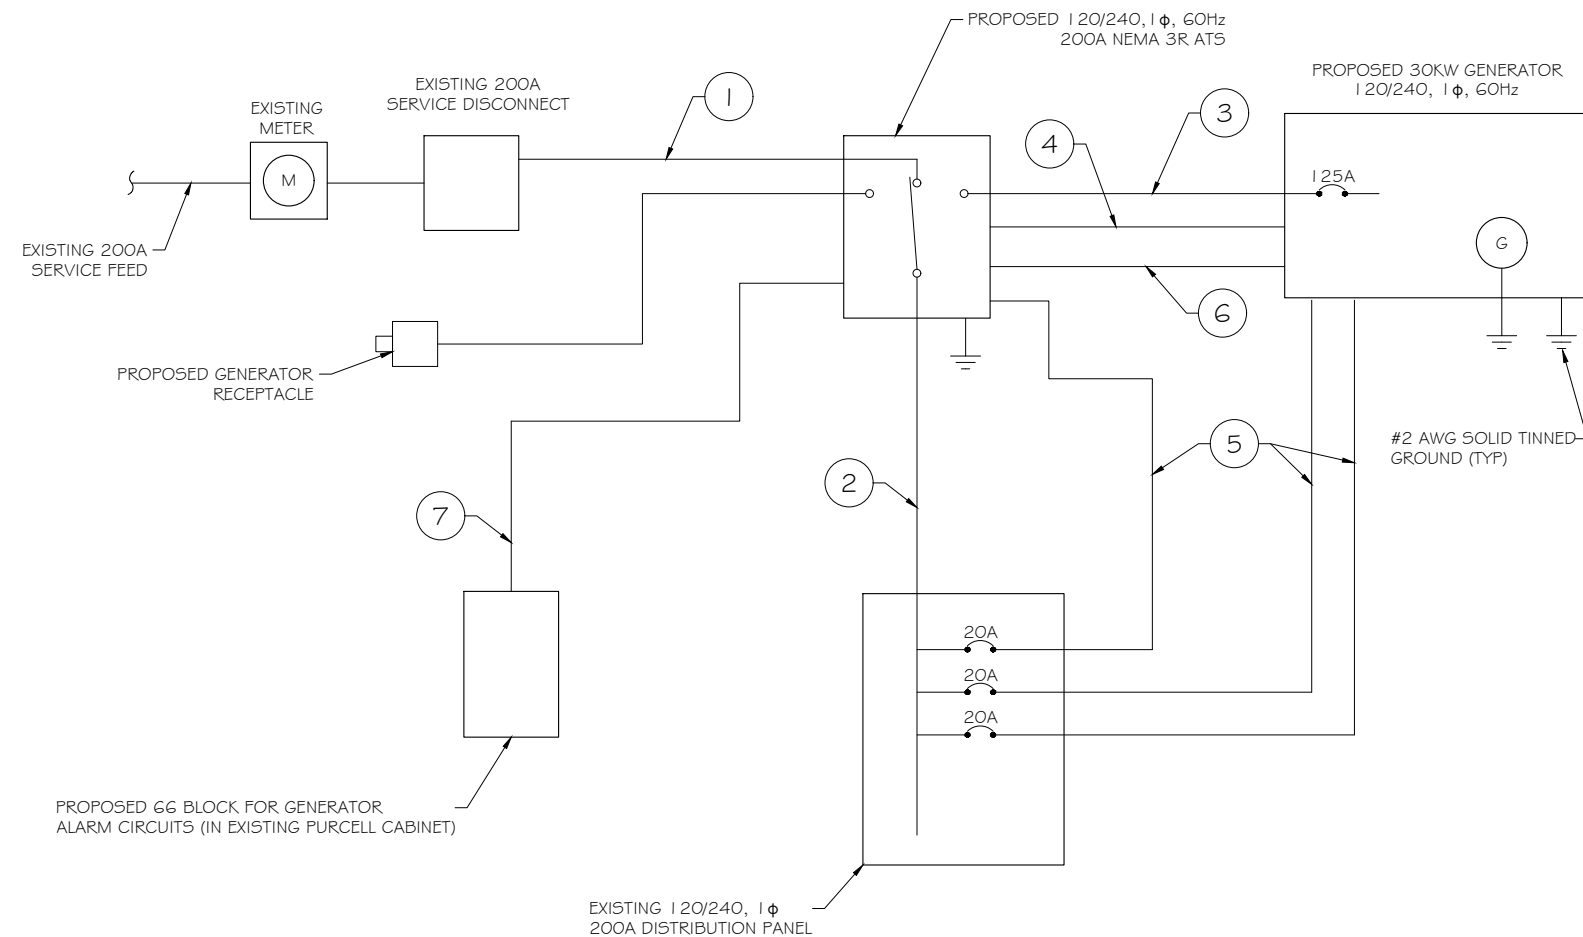 PROPOSED 120/240,1ϕ, 60Hz
200A NEMA 3R ATS
PROPOSED 30KW GENERATOR
120/240, 1ϕ, 60Hz
EXISTING 200A
SERVICE DISCONNECT
EXISTING
METER
1
3
4
M
125A
EXISTING 200A
SERVICE FEED
G
6
PROPOSED GENERATOR
RECEPTACLE
#2 AWG SOLID TINNED
GROUND (TYP)
5
2
7
20A
20A
20A
PROPOSED 66 BLOCK FOR GENERATOR
ALARM CIRCUITS (IN EXISTING PURCELL CABINET)
EXISTING 120/240, 1ϕ
200A DISTRIBUTION PANEL